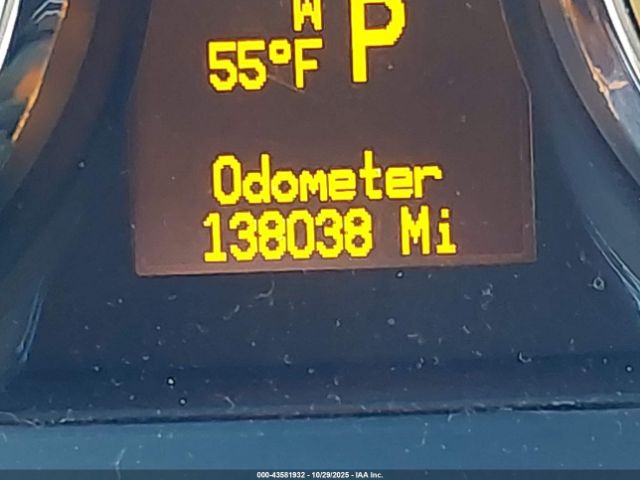 W P
55°F
Odometer
138038 Mi
000-43581932 - 10/29/2025 - IAA Inc.